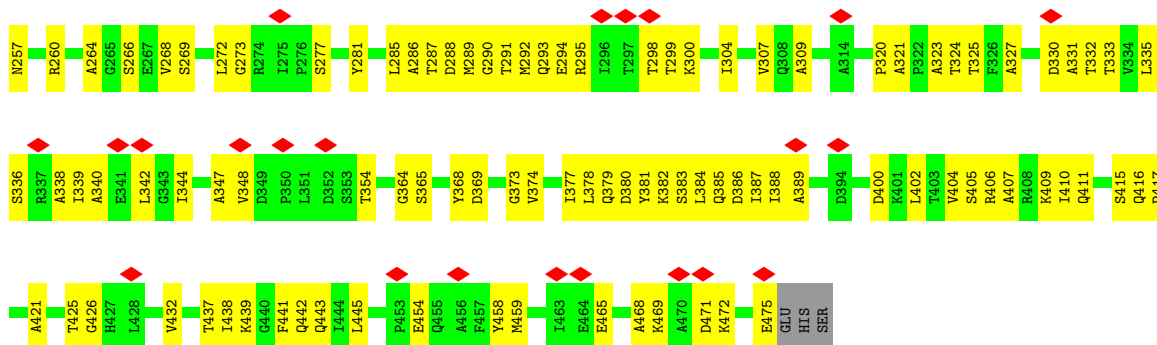 N257 R260 A264 G265 S266 E267 V268 S269 L272 G273 R274 I275 P276 S277 Y281 L285 A286 T287 D288 M289 G290 T291 M292 Q293 E294 R295 I296 T297 T298 T299 K300 I304 V307 Q308 A309 A314 P320 A321 P322 A323 T324 T325 F326 A327 D330 A331 T332 T333 V334 L335
S336 R337 A338 I339 A340 E341 L342 G343 I344 A347 V348 D349 P350 L351 D352 S353 T354 G364 S365 Y368 D369 G373 V374 I377 L378 Q379 D380 Y381 K382 S383 L384 Q385 D386 I387 I388 A389 D394 D400 K401 L402 T403 V404 S405 R406 A407 R408 K409 I410 Q411 S415 Q416
A421 T425 G426 H427 L428 V432 T437 I438 K439 G440 F441 Q442 Q443 I444 L445 P453 E454 Q455 A456 F457 Y458 M459 I463 E464 E465 A468 K469 A470 D471 K472 E475 GLU HIS SER